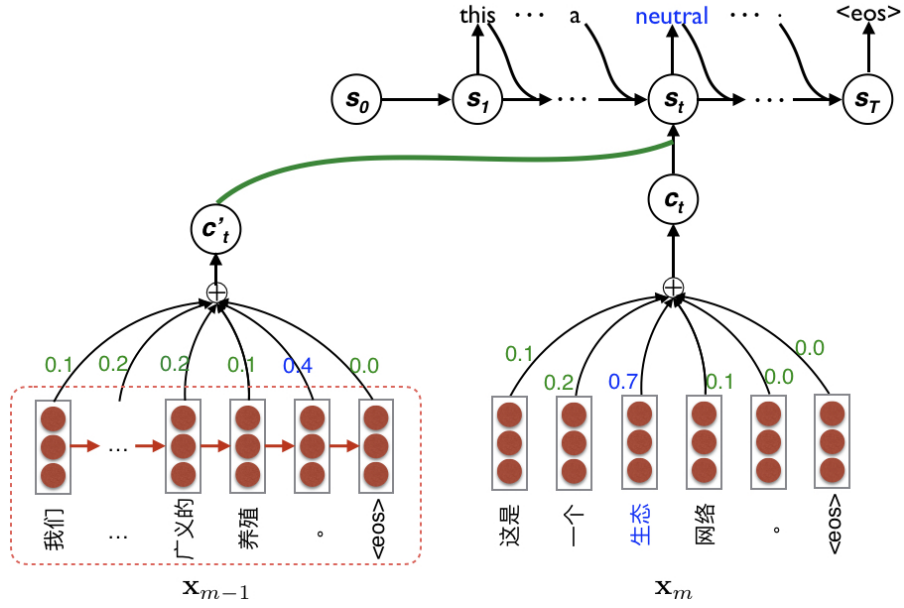 this ··· a neutral ··· . <eos>
s0 s1 ··· st ··· sT
c't ct
0.1 0.2 0.2 0.1 0.4 0.0
0.1 0.2 0.7 0.1 0.0 0.0
...
我们 ... 广义的 养殖 。 <eos>
这是 一个 生态 网络 。 <eos>
xm−1 xm